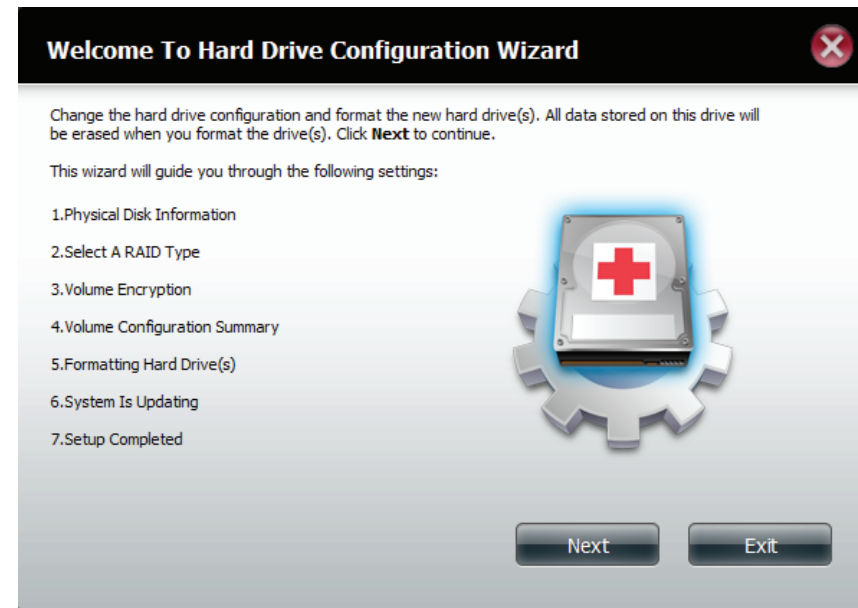 Welcome To Hard Drive Configuration Wizard
Change the hard drive configuration and format the new hard drive(s). All data stored on this drive will
be erased when you format the drive(s). Click Next to continue.
This wizard will guide you through the following settings:
1.Physical Disk Information
2.Select A RAID Type
3.Volume Encryption
4.Volume Configuration Summary
5.Formatting Hard Drive(s)
6.System Is Updating
7.Setup Completed
Next
Exit